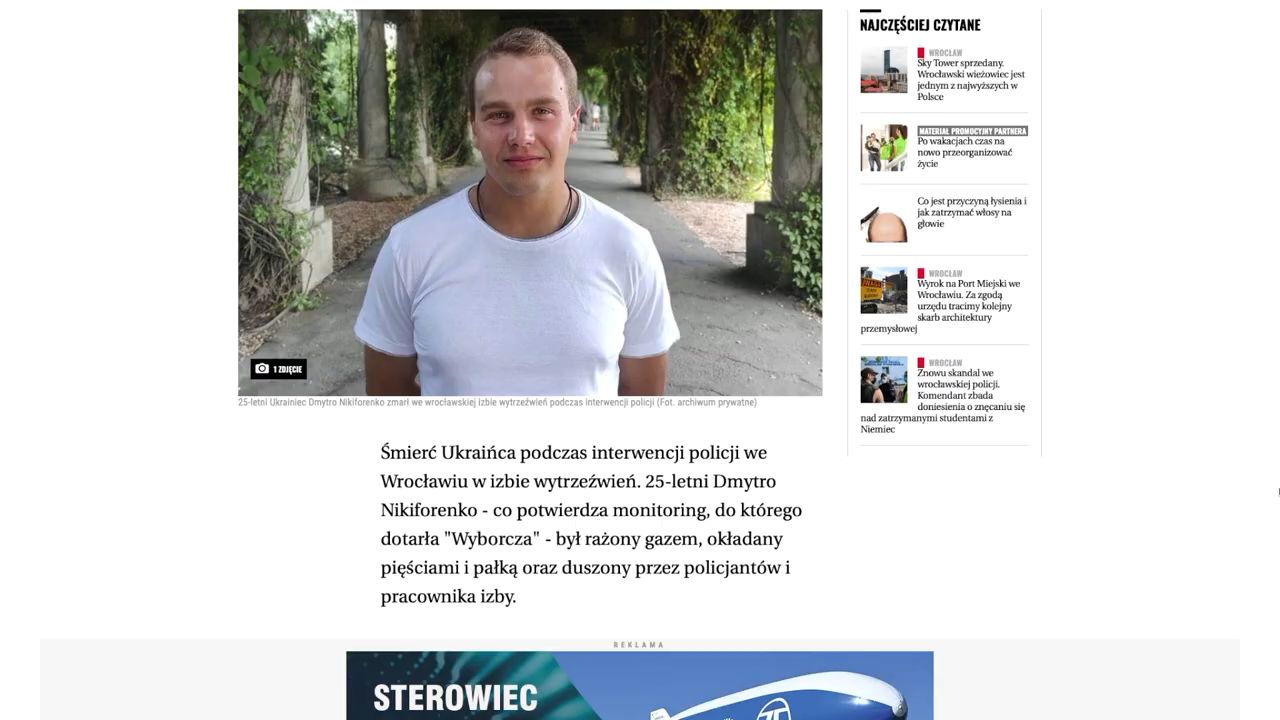 1 ZDJĘCIE
25-letni Ukrainiec Dmytro Nikiforenko zmarł we wrocławskiej izbie wytrzeźwień podczas interwencji policji (Fot. archiwum prywatne)
Śmierć Ukraińca podczas interwencji policji we
Wrocławiu w izbie wytrzeźwień. 25-letni Dmytro
Nikiforenko - co potwierdza monitoring, do którego
dotarła "Wyborcza" - był rażony gazem, okładany
pięściami i pałką oraz duszony przez policjantów i
pracownika izby.
NAJCZĘŚCIEJ CZYTANE
WROCŁAW
Sky Tower sprzedany.
Wrocławski wieżowiec jest
jednym z najwyższych w
Polsce
MATERIAŁ PROMOCYJNY PARTNERA
Po wakacjach czas na
nowo przeorganizować
życie
Co jest przyczyną łysienia i
jak zatrzymać włosy na
głowie
WROCŁAW
Wyrok na Port Miejski we
Wrocławiu. Za zgodą
urzędu tracimy kolejny
skarb architektury
przemysłowej
WROCŁAW
Znowu skandal we
wrocławskiej policji.
Komendant zbada
doniesienia o znęcaniu się
nad zatrzymanymi studentami z
Niemiec
REKLAMA
STEROWIEC